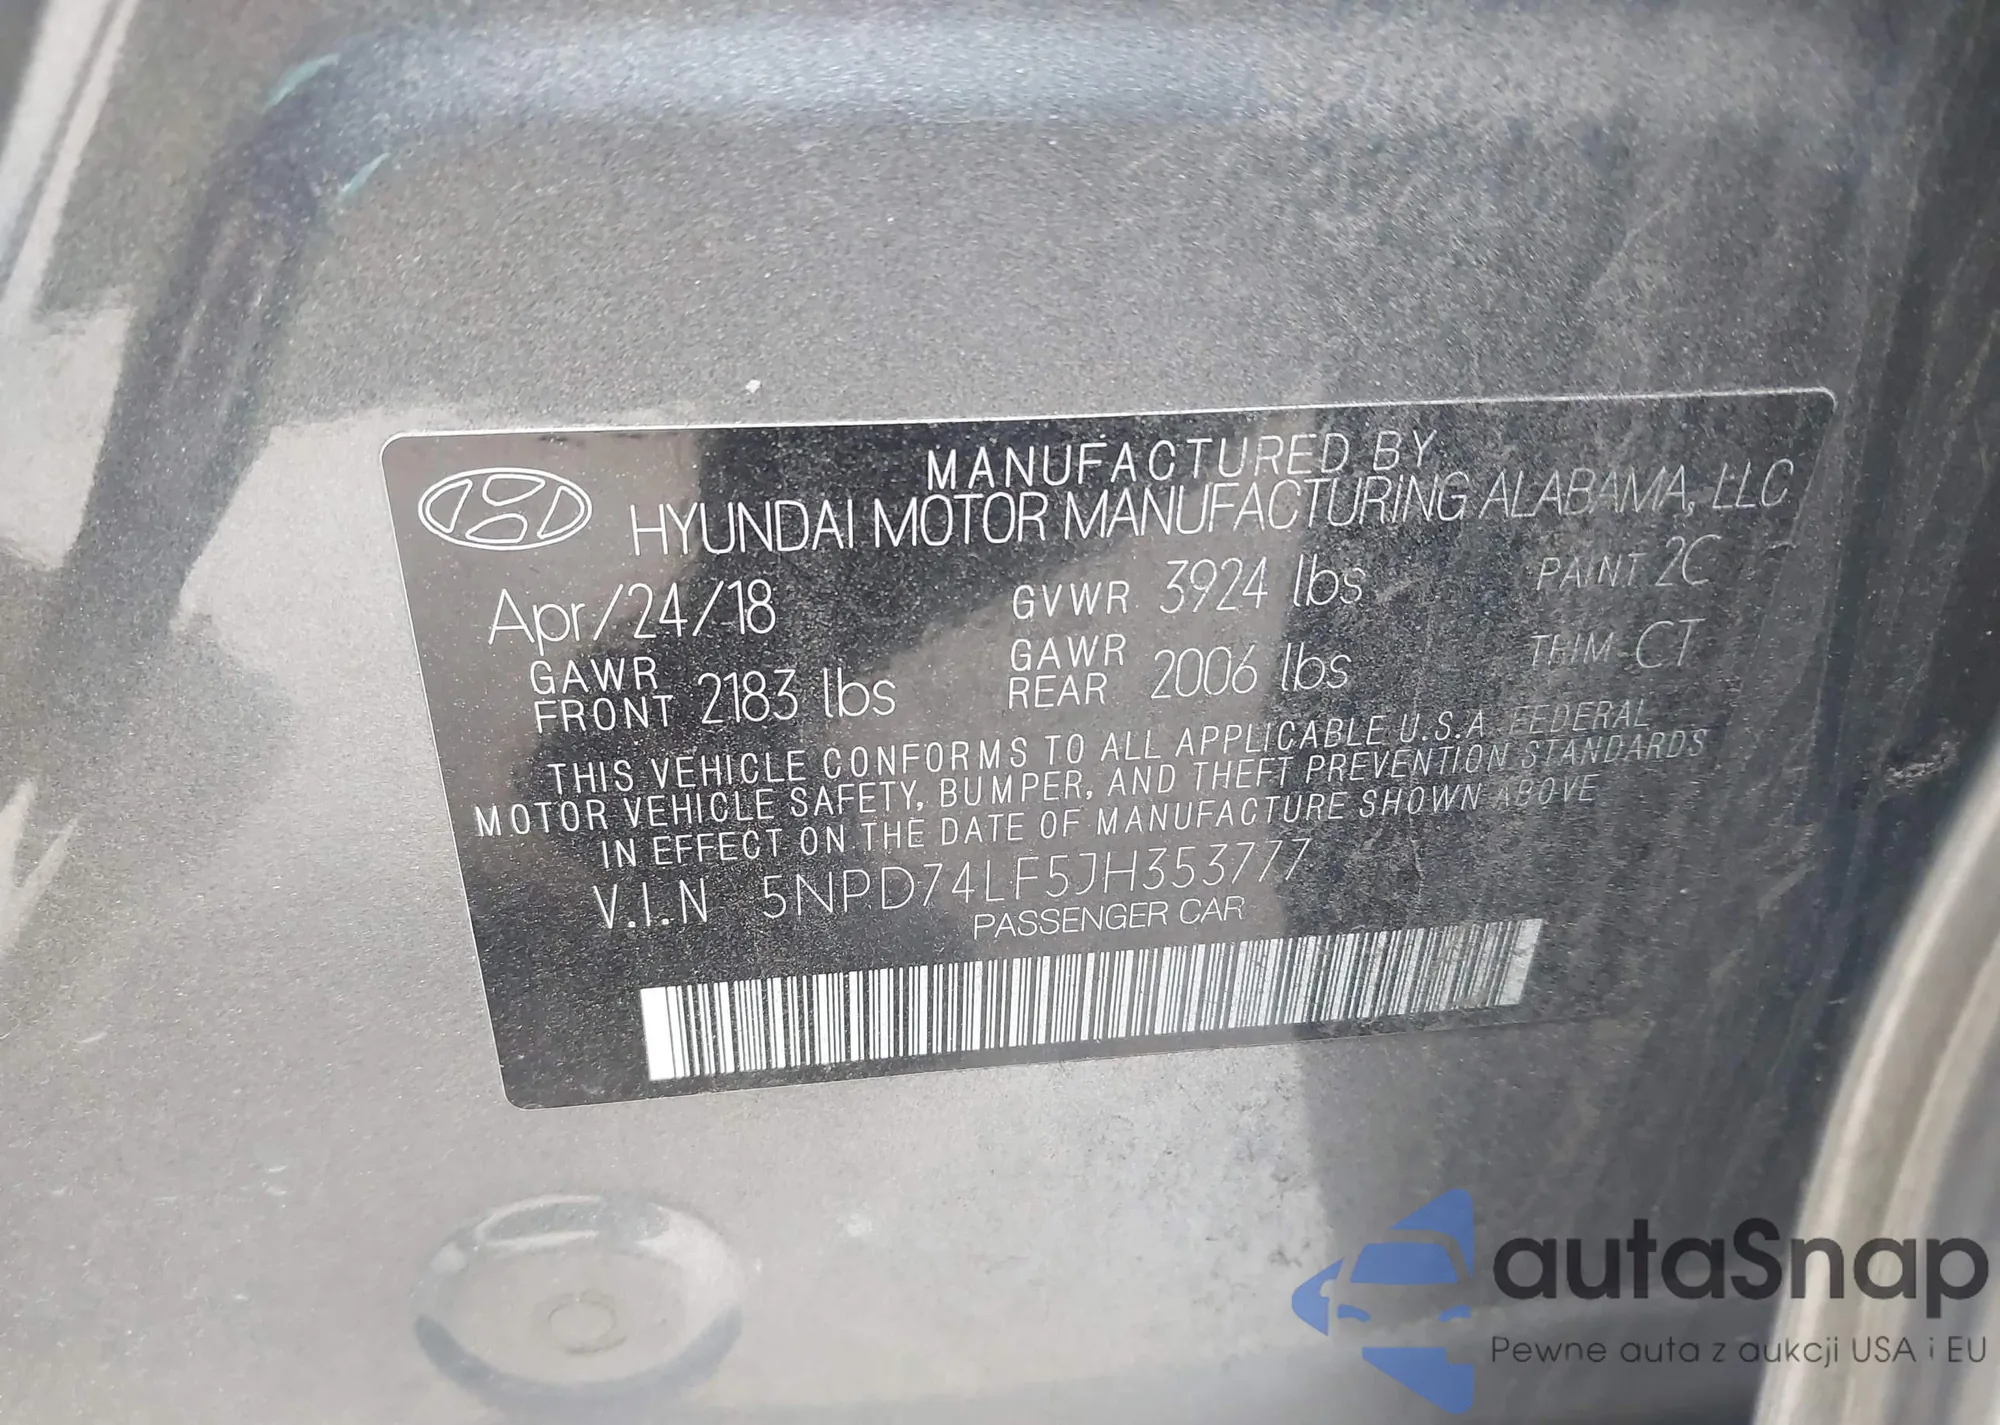 MANUFACTURED BY
HYUNDAI MOTOR MANUFACTURING ALABAMA, LLC
Apr/24/18 GVWR 3924 lbs PAINT 2C
GAWR FRONT 2183 lbs GAWR REAR 2006 lbs TRIM CT
THIS VEHICLE CONFORMS TO ALL APPLICABLE U.S.A FEDERAL
MOTOR VEHICLE SAFETY, BUMPER, AND THEFT PREVENTION STANDARDS
IN EFFECT ON THE DATE OF MANUFACTURE SHOWN ABOVE
V.I.N 5NPD74LF5JH353777
PASSENGER CAR
autaSnap
Pewne auta z aukcji USA i EU